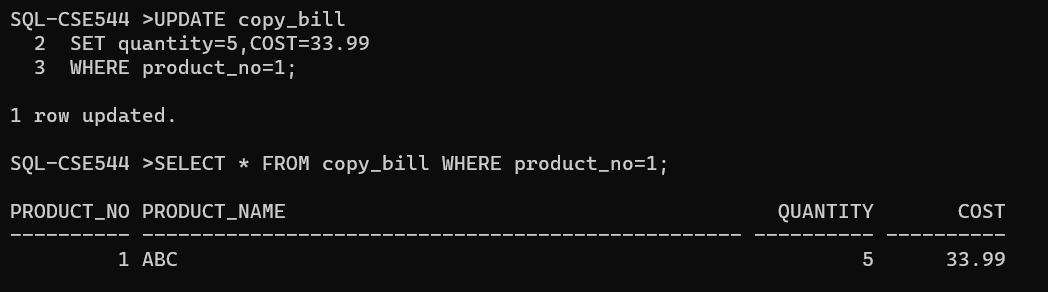 SQL-CSE544 >UPDATE copy_bill
  2  SET quantity=5,COST=33.99
  3  WHERE product_no=1;

1 row updated.

SQL-CSE544 >SELECT * FROM copy_bill WHERE product_no=1;

PRODUCT_NO PRODUCT_NAME                                         QUANTITY       COST
---------- -------------------------------------------------- ---------- ----------
         1 ABC                                                         5      33.99